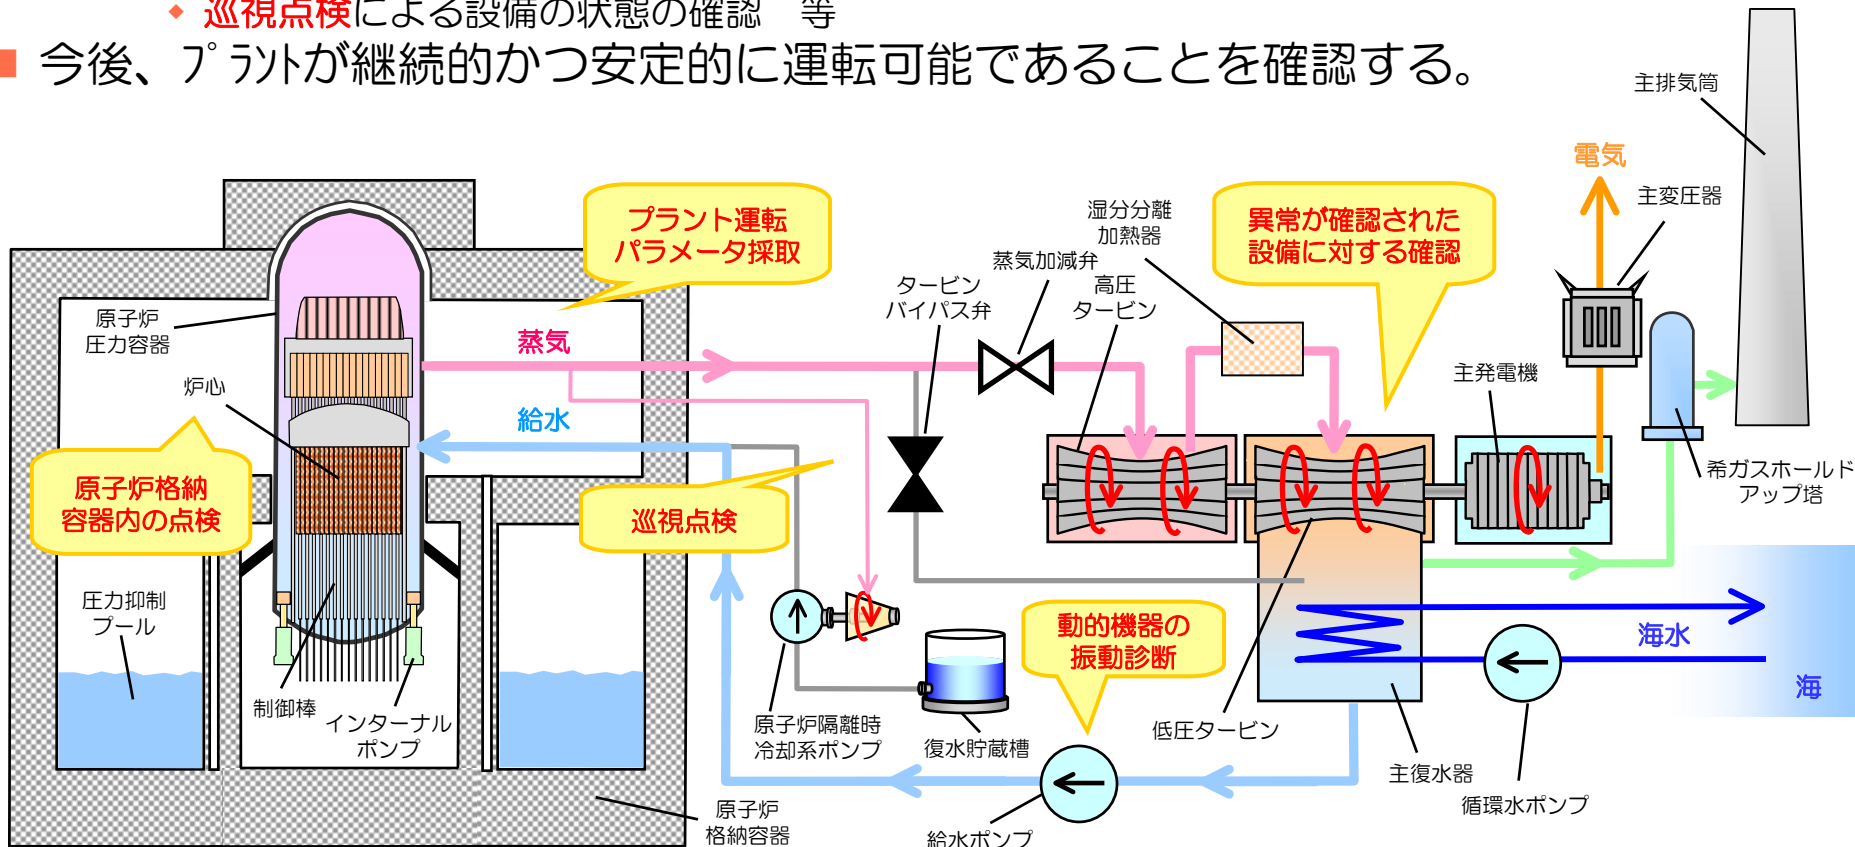 巡視点検による設備の状態の確認　等
今後、プラントが継続的かつ安定的に運転可能であることを確認する。
主排気筒
電気
主変圧器
プラント運転
パラメータ採取
湿分分離
加熱器
異常が確認された
設備に対する確認
蒸気加減弁
タービン
バイパス弁
高圧
タービン
原子炉
圧力容器
蒸気
炉心
主発電機
給水
希ガスホールド
アップ塔
原子炉格納
容器内の点検
巡視点検
圧力抑制
プール
動的機器の
振動診断
海水
海
制御棒
インターナル
ポンプ
原子炉隔離時
冷却系ポンプ
復水貯蔵槽
低圧タービン
主復水器
循環水ポンプ
原子炉
格納容器
給水ポンプ